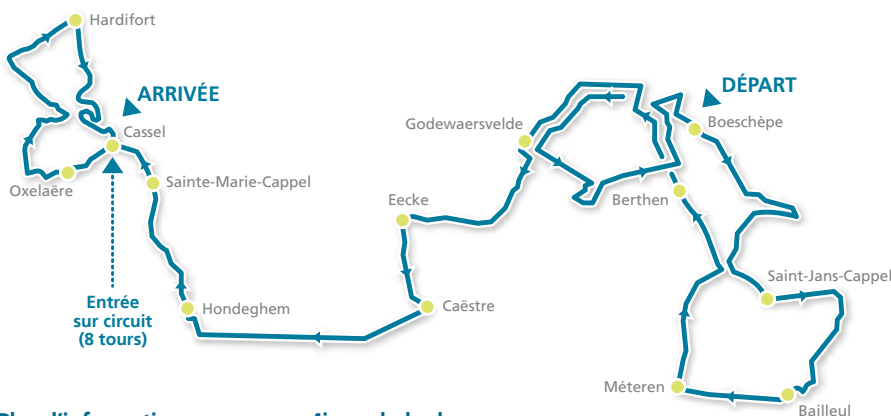 Hardifort
ARRIVÉE
DÉPART
Cassel
Godewaersvelde
Boeschèpe
Oxelaëre
Sainte-Marie-Cappel
Eecke
Berthen
Saint-Jans-Cappel
Entrée
sur circuit
(8 tours)
Hondeghem
Caëstre
Méteren
Bailleul